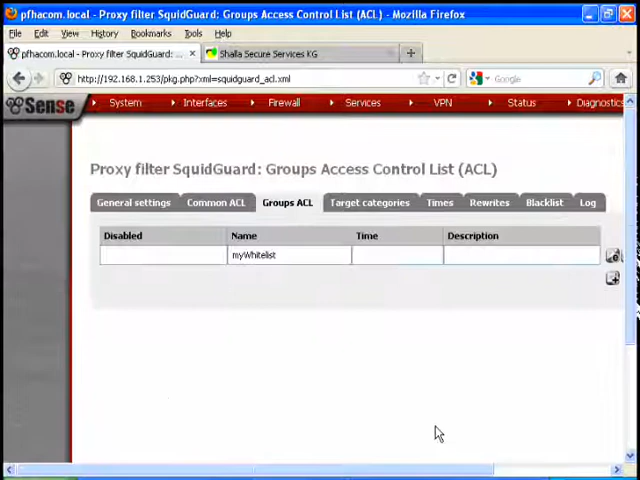 pfhacom.local - Proxy filter SquidGuard: Groups Access Control List (ACL) - Mozilla Firefox
File Edit View History Bookmarks Tools Help
pfhacom.local - Proxy filter SquidGuard: ... × Shalla Secure Services KG +
http://192.168.1.253/pkg.php?xml=squidguard_acl.xml Google
Sense System Interfaces Firewall Services VPN Status Diagnostics
Proxy filter SquidGuard: Groups Access Control List (ACL)
General settings Common ACL Groups ACL Target categories Times Rewrites Blacklist Log
Disabled Name Time Description
myWhitelist